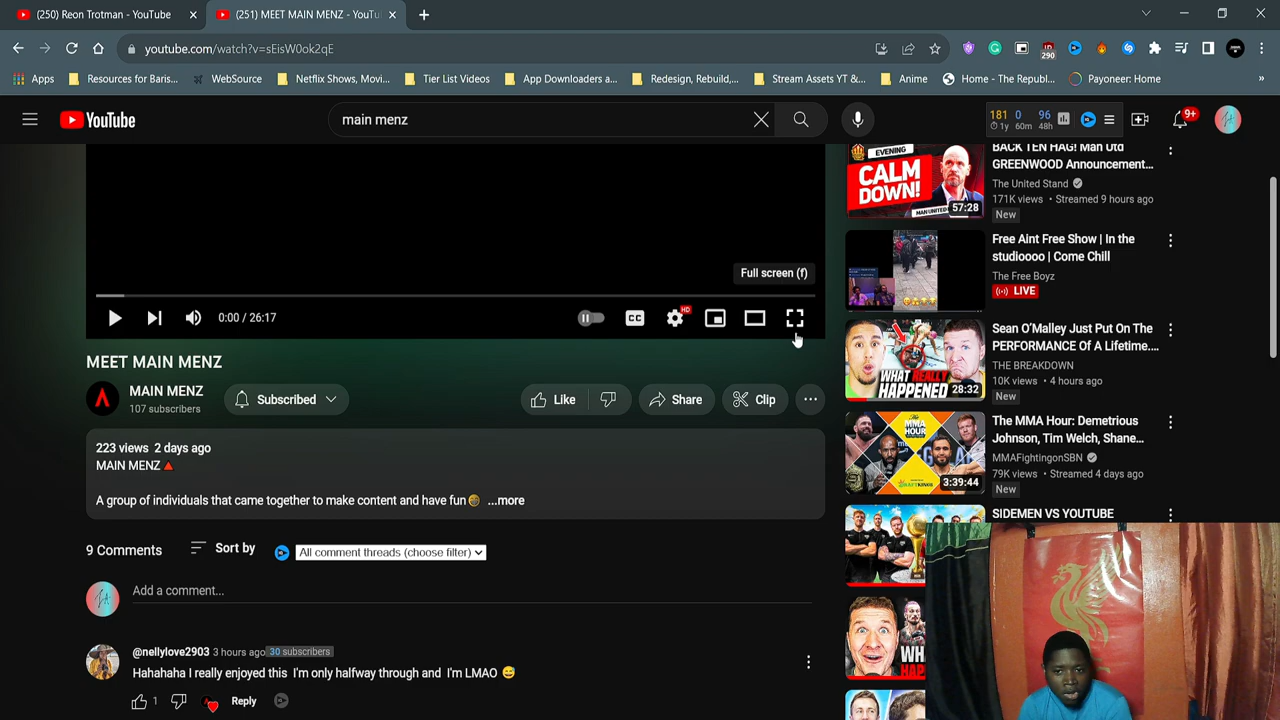 (250) Reon Trotman - YouTube
(251) MEET MAIN MENZ - YouTu
youtube.com/watch?v=sEisW0ok2qE
290
Apps
Resources for Baris...
WebSource
Netflix Shows, Movi...
Tier List Videos
App Downloaders a...
Redesign, Rebuild,...
Stream Assets YT &...
Anime
Home - The Republ...
Payoneer: Home
»
YouTube
main menz
181 0 96
1y 60m 48h
9+
EVENING
CALM
DOWN!
57:28
BACK TEN HAG! Man Utd
GREENWOOD Announcement...
The United Stand
171K views • Streamed 9 hours ago
New
Full screen (f)
Free Aint Free Show | In the
studioooo | Come Chill
The Free Boyz
LIVE
0:00 / 26:17
CC
HD
WHAT REALLY
HAPPENED
28:32
Sean O'Malley Just Put On The
PERFORMANCE Of A Lifetime....
THE BREAKDOWN
10K views • 4 hours ago
New
MEET MAIN MENZ
MAIN MENZ
107 subscribers
Subscribed
Like
Share
Clip
THE
MMA
HOUR
3:39:44
The MMA Hour: Demetrious
Johnson, Tim Welch, Shane...
MMAFightingonSBN
79K views • Streamed 4 days ago
New
223 views 2 days ago
MAIN MENZ🔺
A group of individuals that came together to make content and have fun ...more
SIDEMEN VS YOUTUBE
9 Comments
Sort by
All comment threads (choose filter)
Add a comment...
@nellylove2903 3 hours ago 30 subscribers
Hahahaha I really enjoyed this I'm only halfway through and I'm LMAO 😅
1
Reply